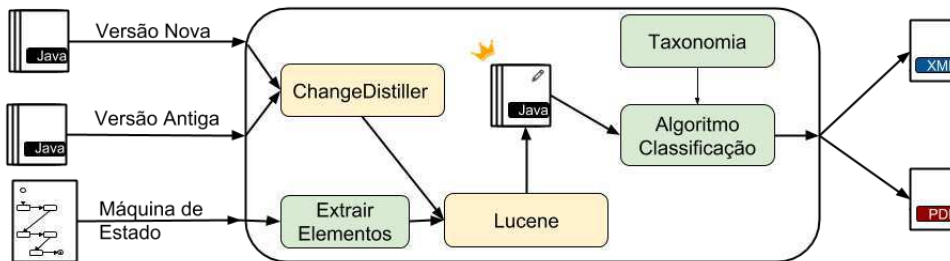 Versão Nova
Java
Versão Antiga
Java
Máquina de
Estado
ChangeDistiller
Extrair
Elementos
Lucene
Java
Taxonomia
Algoritmo
Classificação